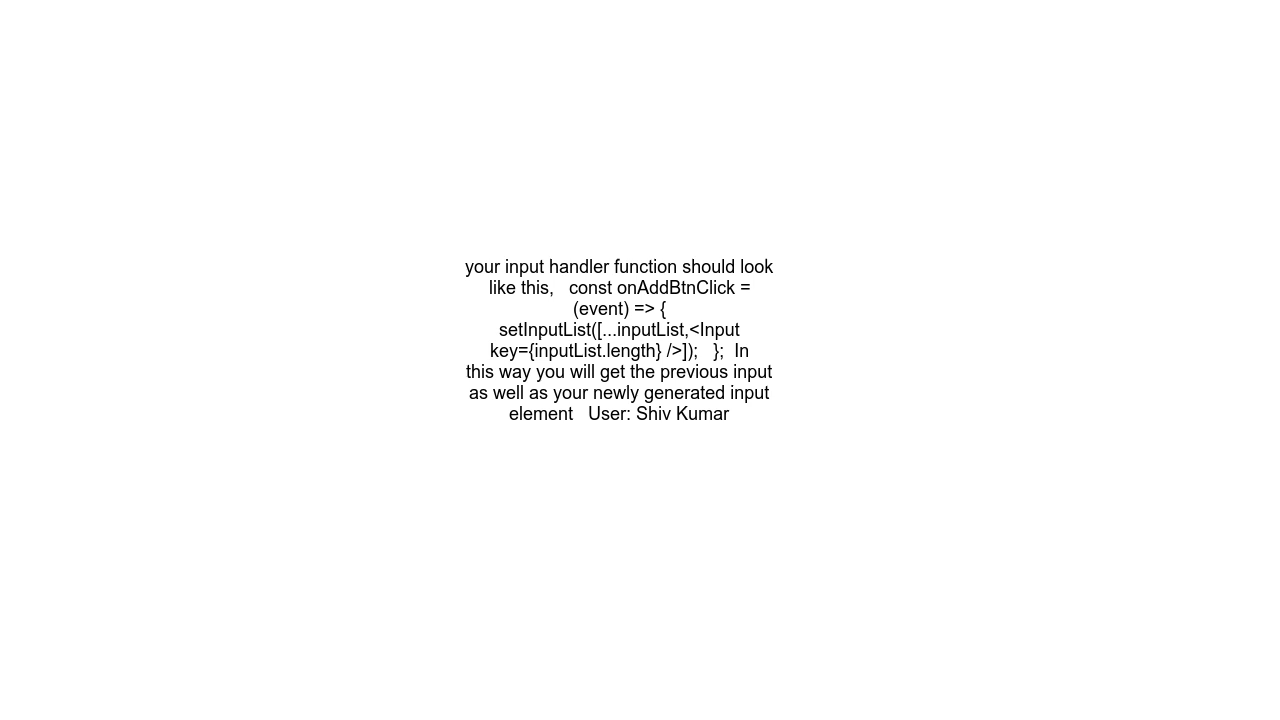 your input handler function should look
like this,   const onAddBtnClick =
(event) => {
setInputList([...inputList,<Input
key={inputList.length} />]);   };  In
this way you will get the previous input
as well as your newly generated input
element   User: Shiv Kumar